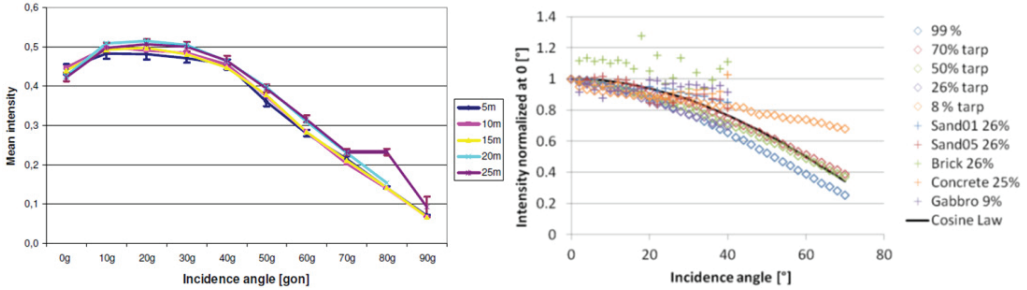 Mean intensity
0,6
0,5
0,4
0,3
0,2
0,1
0,0
0g 10g 20g 30g 40g 50g 60g 70g 80g 90g
Incidence angle [gon]
5m
10m
15m
20m
25m
Intensity normalized at 0 [°]
1.4
1.2
1
0.8
0.6
0.4
0.2
0
0 20 40 60 80
Incidence angle [°]
99 %
70% tarp
50% tarp
26% tarp
8 % tarp
Sand01 26%
Sand05 26%
Brick 26%
Concrete 25%
Gabbro 9%
Cosine Law